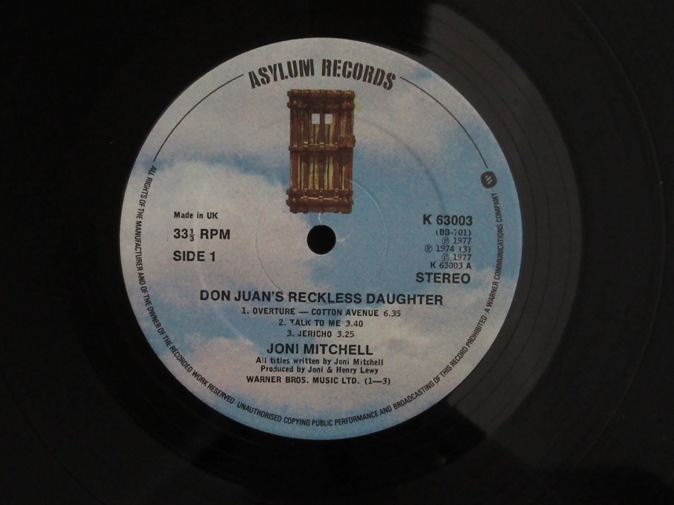 ASYLUM RECORDS
Made in UK
33⅓ RPM
SIDE 1
K 63003
(BB-701)
℗ 1977
℗ 1974 (3)
℗ 1977
K 63003 A
STEREO
DON JUAN'S RECKLESS DAUGHTER
1. OVERTURE — COTTON AVENUE 6.35
2. TALK TO ME 3.40
3. JERICHO 3.25
JONI MITCHELL
All titles written by Joni Mitchell
Produced by Joni & Henry Lewy
WARNER BROS. MUSIC LTD. (1—3)
ALL RIGHTS OF THE MANUFACTURER AND OF THE OWNER OF THE RECORDED WORK RESERVED UNAUTHORISED COPYING PUBLIC PERFORMANCE AND BROADCASTING OF THIS RECORD PROHIBITED · A WARNER COMMUNICATIONS COMPANY